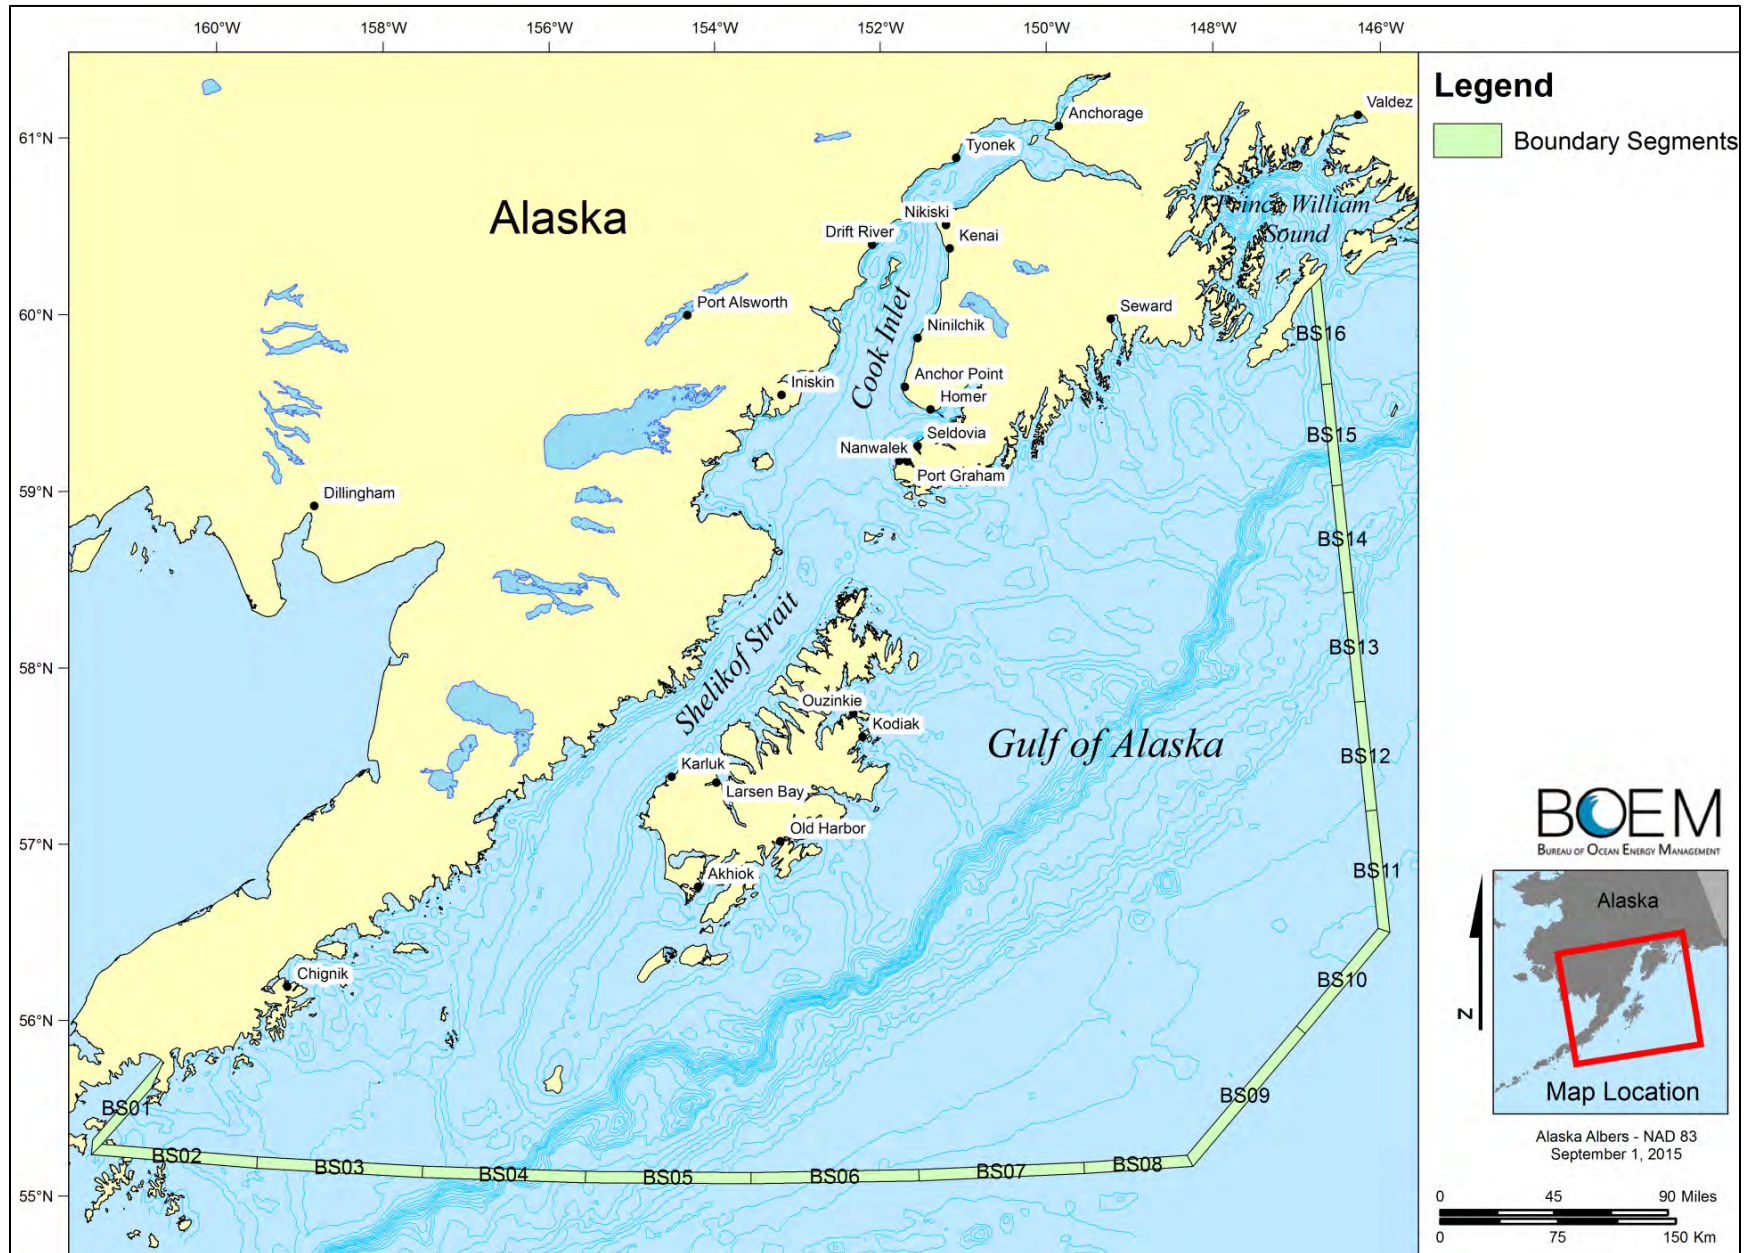 160°W 158°W 156°W 154°W 152°W 150°W 148°W 146°W
61°N
60°N
59°N
58°N
57°N
56°N
55°N
Alaska
Anchorage
Valdez
Tyonek
Prince William
Sound
Nikiski
Drift River
Kenai
Port Alsworth
Cook Inlet
Seward
Ninilchik
Iniskin
Anchor Point
Homer
Seldovia
Nanwalek
Port Graham
Dillingham
Shelikof Strait
Ouzinkie
Kodiak
Gulf of Alaska
Karluk
Larsen Bay
Old Harbor
Akhiok
Chignik
BS01
BS02
BS03
BS04
BS05
BS06
BS07
BS08
BS09
BS10
BS11
BS12
BS13
BS14
BS15
BS16
Legend
Boundary Segments
BOEM
BUREAU OF OCEAN ENERGY MANAGEMENT
N
Alaska
Map Location
Alaska Albers - NAD 83
September 1, 2015
0 45 90 Miles
0 75 150 Km